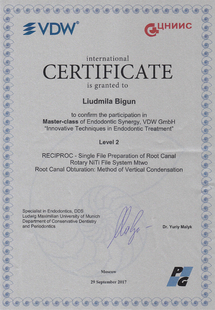 VDW®
ЦНИИС
international
CERTIFICATE
is granted to
Liudmila Bigun
to confirm the participation in
Master-class of Endodontic Synergy, VDW GmbH
"Innovative Techniques in Endodontic Treatment"
Level 2
RECIPROC - Single File Preparation of Root Canal
Rotary NiTi File System Mtwo
Root Canal Obturation: Method of Vertical Condensation
Specialist in Endodontics, DDS
Ludwig Maximilian University of Munich
Department of Conservative Dentistry
and Periodontics
Dr. Yuriy Malyk
Moscow
29 September 2017